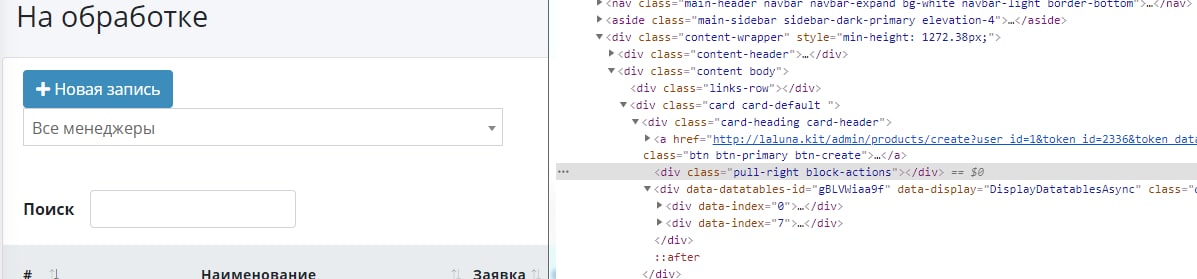 На обработке
+ Новая запись
Все менеджеры
Поиск
#
Наименование
Заявка
<nav class="main-header navbar navbar-expand bg-white navbar-light border-bottom">…</nav>
<aside class="main-sidebar sidebar-dark-primary elevation-4">…</aside>
<div class="content-wrapper" style="min-height: 1272.38px;">
<div class="content-header">…</div>
<div class="content body">
<div class="links-row"></div>
<div class="card card-default ">
<div class="card-heading card-header">
<a href="http://laluna.kit/admin/products/create?user_id=1&token_id=2336&token_data
class="btn btn-primary btn-create">…</a>
… <div class="pull-right block-actions"></div> == $0
<div data-datatables-id="gBLVWiaa9f" data-display="DisplayDatatablesAsync" class="
<div data-index="0">…</div>
<div data-index="7">…</div>
</div>
::after
</div>